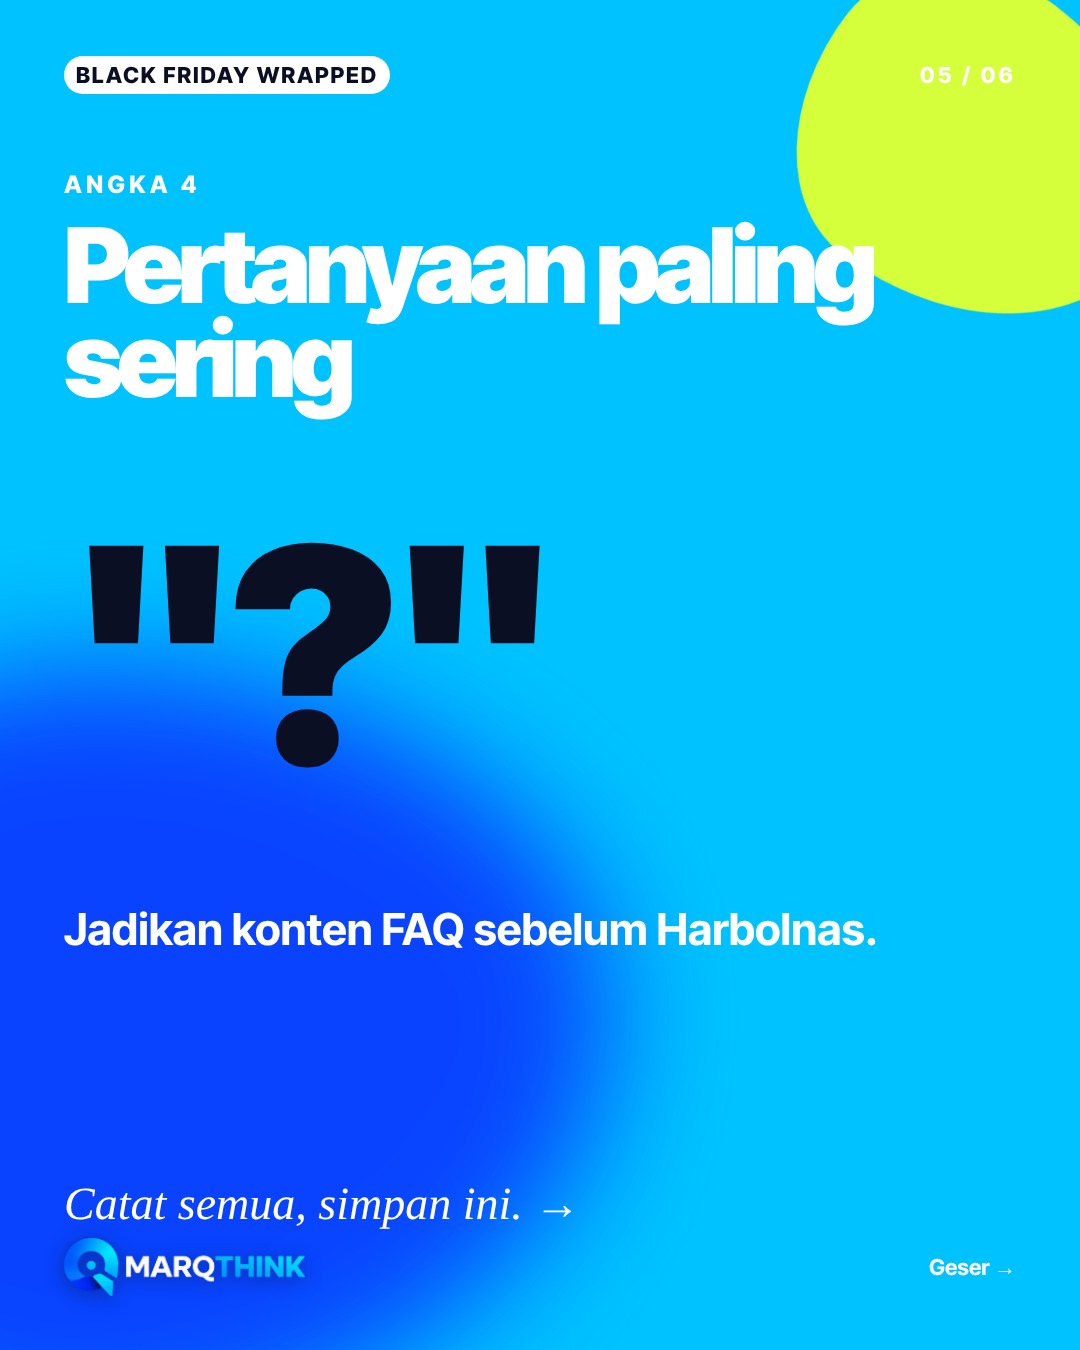 BLACK FRIDAY WRAPPED
05 / 06
ANGKA 4
Pertanyaan paling
sering
"?"
Jadikan konten FAQ sebelum Harbolnas.
Catat semua, simpan ini. →
MARQTHINK
Geser →